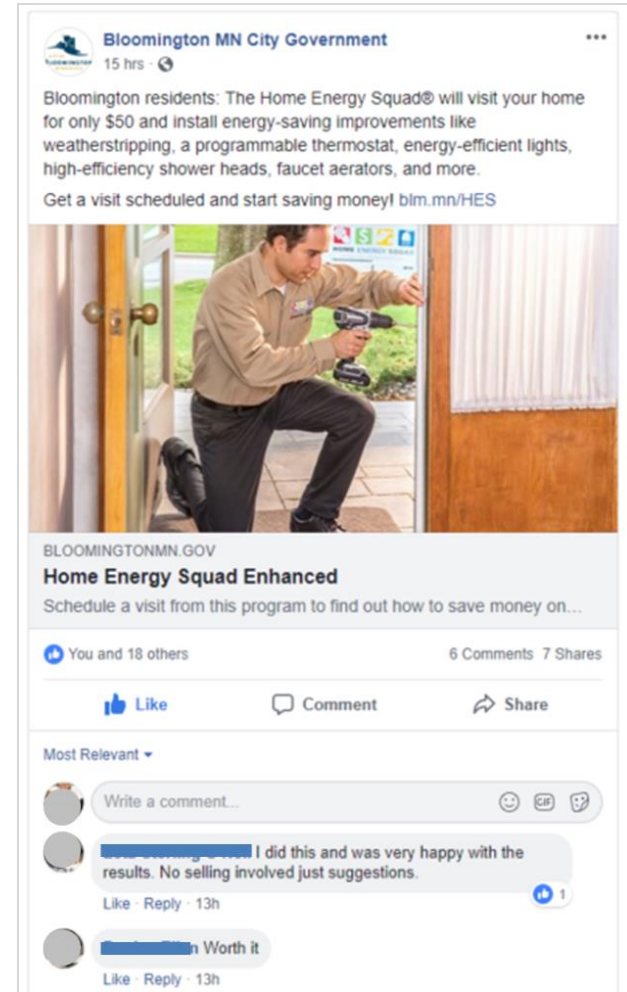 Bloomington MN City Government
15 hrs ·
Bloomington residents: The Home Energy Squad® will visit your home
for only $50 and install energy-saving improvements like
weatherstripping, a programmable thermostat, energy-efficient lights,
high-efficiency shower heads, faucet aerators, and more.
Get a visit scheduled and start saving money! blm.mn/HES
HOME ENERGY SQUAD
BLOOMINGTONMN.GOV
Home Energy Squad Enhanced
Schedule a visit from this program to find out how to save money on...
You and 18 others 6 Comments 7 Shares
Like Comment Share
Most Relevant
Write a comment... GIF
I did this and was very happy with the
results. No selling involved just suggestions.
1
Like · Reply · 13h
Worth it
Like · Reply · 13h